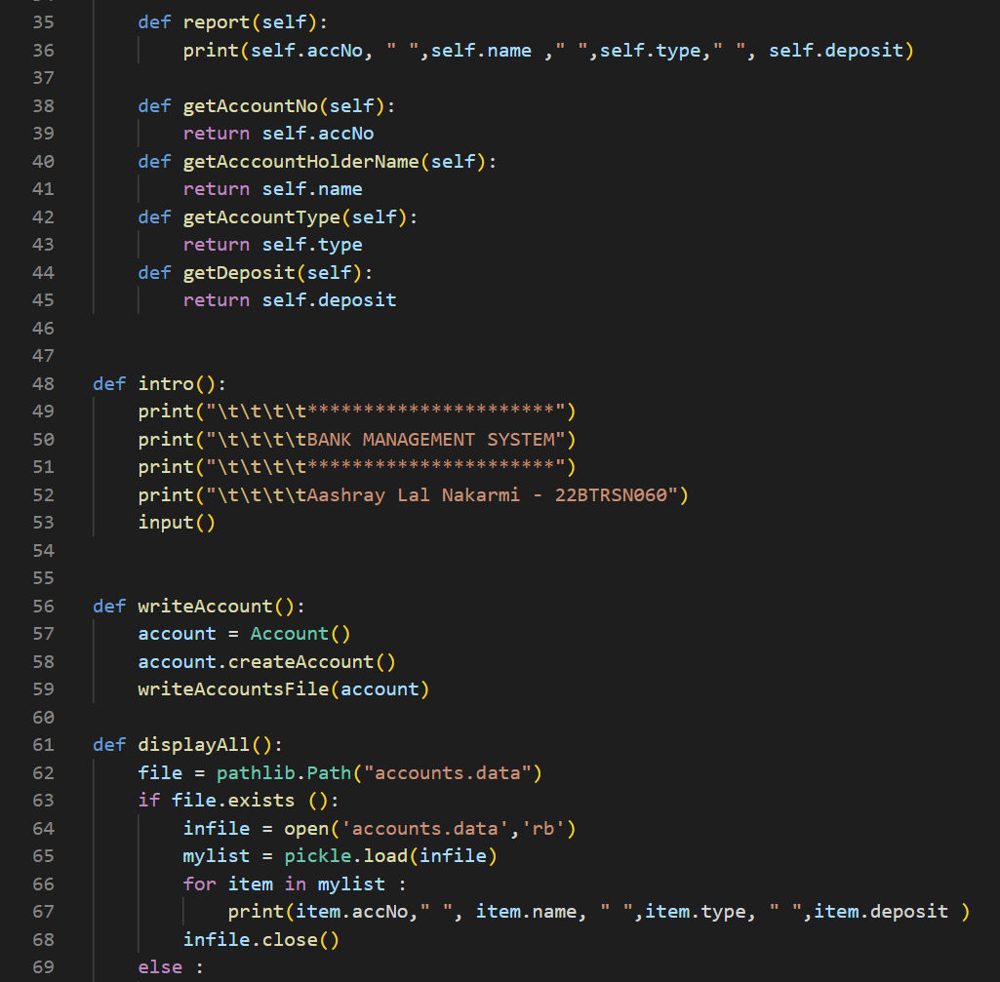 35 def report(self):
36 print(self.accNo, " ",self.name ," ",self.type," ", self.deposit)
37
38 def getAccountNo(self):
39 return self.accNo
40 def getAcccountHolderName(self):
41 return self.name
42 def getAccountType(self):
43 return self.type
44 def getDeposit(self):
45 return self.deposit
46
47
48 def intro():
49 print("\t\t\t\t**********************")
50 print("\t\t\t\tBANK MANAGEMENT SYSTEM")
51 print("\t\t\t\t**********************")
52 print("\t\t\t\tAashray Lal Nakarmi - 22BTRSN060")
53 input()
54
55
56 def writeAccount():
57 account = Account()
58 account.createAccount()
59 writeAccountsFile(account)
60
61 def displayAll():
62 file = pathlib.Path("accounts.data")
63 if file.exists ():
64 infile = open('accounts.data','rb')
65 mylist = pickle.load(infile)
66 for item in mylist :
67 print(item.accNo," ", item.name, " ",item.type, " ",item.deposit )
68 infile.close()
69 else :